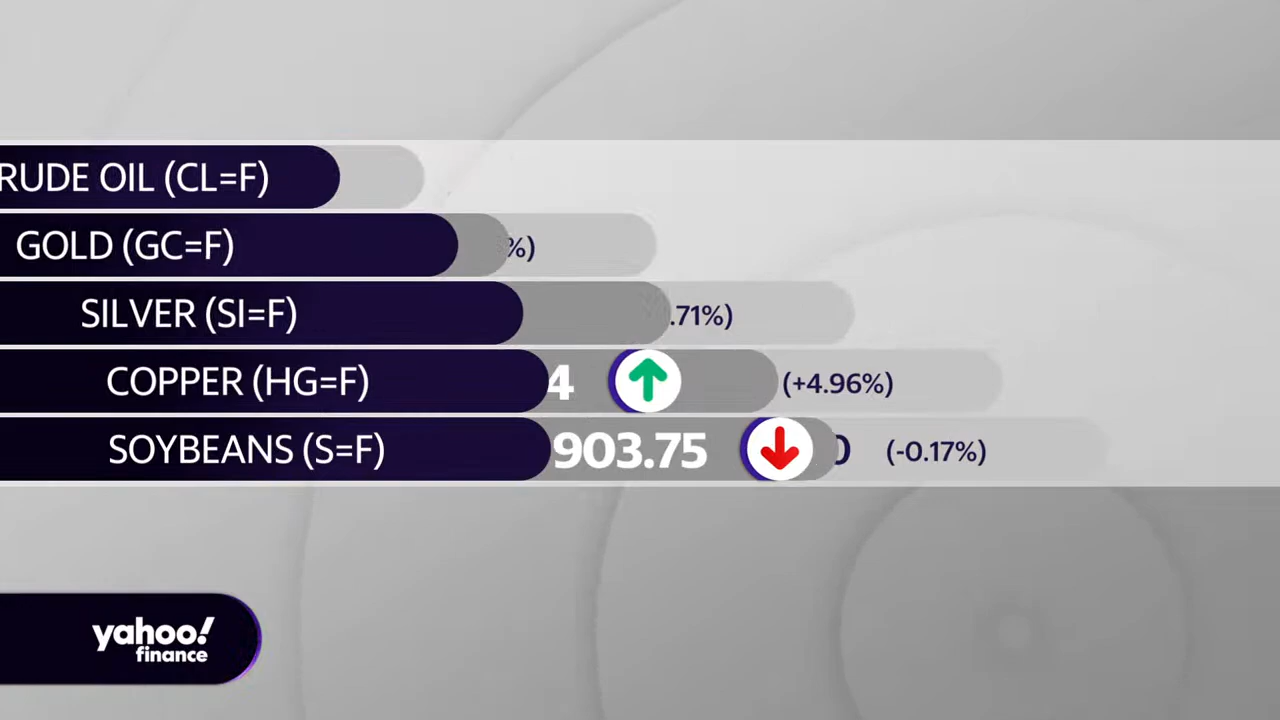 RUDE OIL (CL=F)
GOLD (GC=F) %)
SILVER (SI=F) .71%)
COPPER (HG=F) 4 (+4.96%)
SOYBEANS (S=F) 903.75 0 (-0.17%)
yahoo!
finance